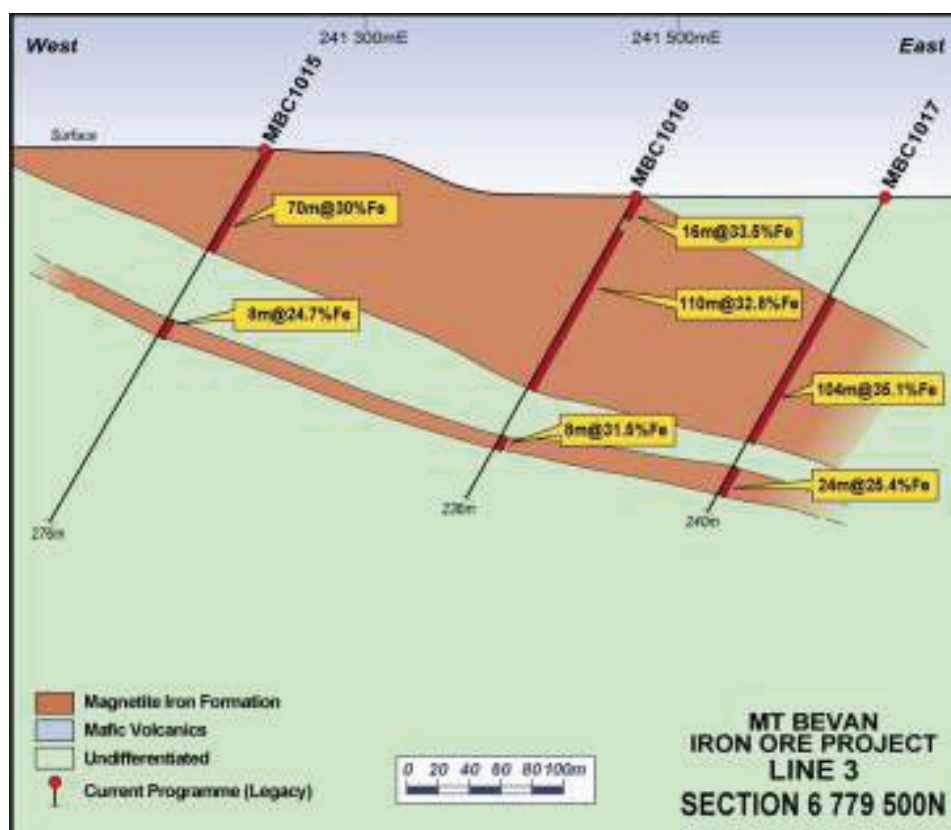 West
241 300mE
241 500mE
East
MBC1015
MBC1016
MBC1017
Surface
70m@30%Fe
16m@33.5%Fe
8m@24.7%Fe
110m@32.8%Fe
104m@35.1%Fe
8m@31.5%Fe
24m@25.4%Fe
276m
236m
240m
Magnetite Iron Formation
Mafic Volcanics
Undifferentiated
Current Programme (Legacy)
0 20 40 60 80 100m
MT BEVAN
IRON ORE PROJECT
LINE 3
SECTION 6 779 500N